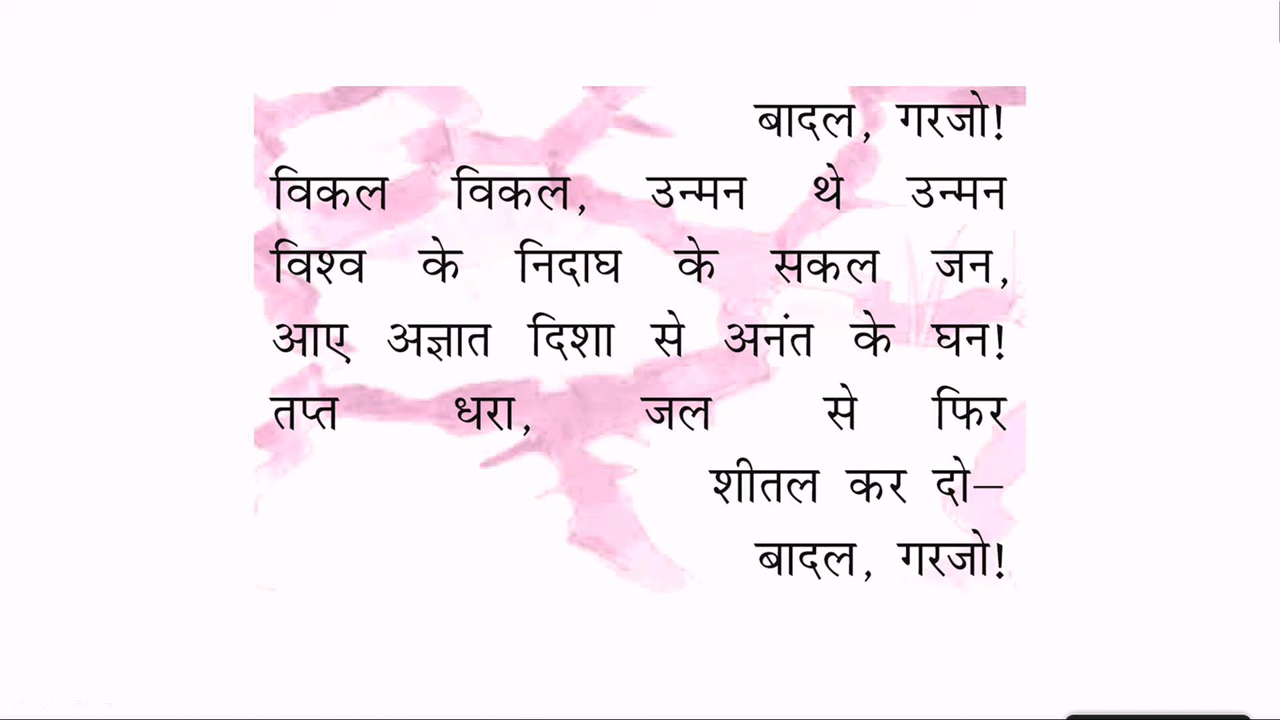 बादल, गरजो!
विकल विकल, उन्मन थे उन्मन
विश्व के निदाघ के सकल जन,
आए अज्ञात दिशा से अनंत के घन!
तप्त धरा, जल से फिर
शीतल कर दो—
बादल, गरजो!